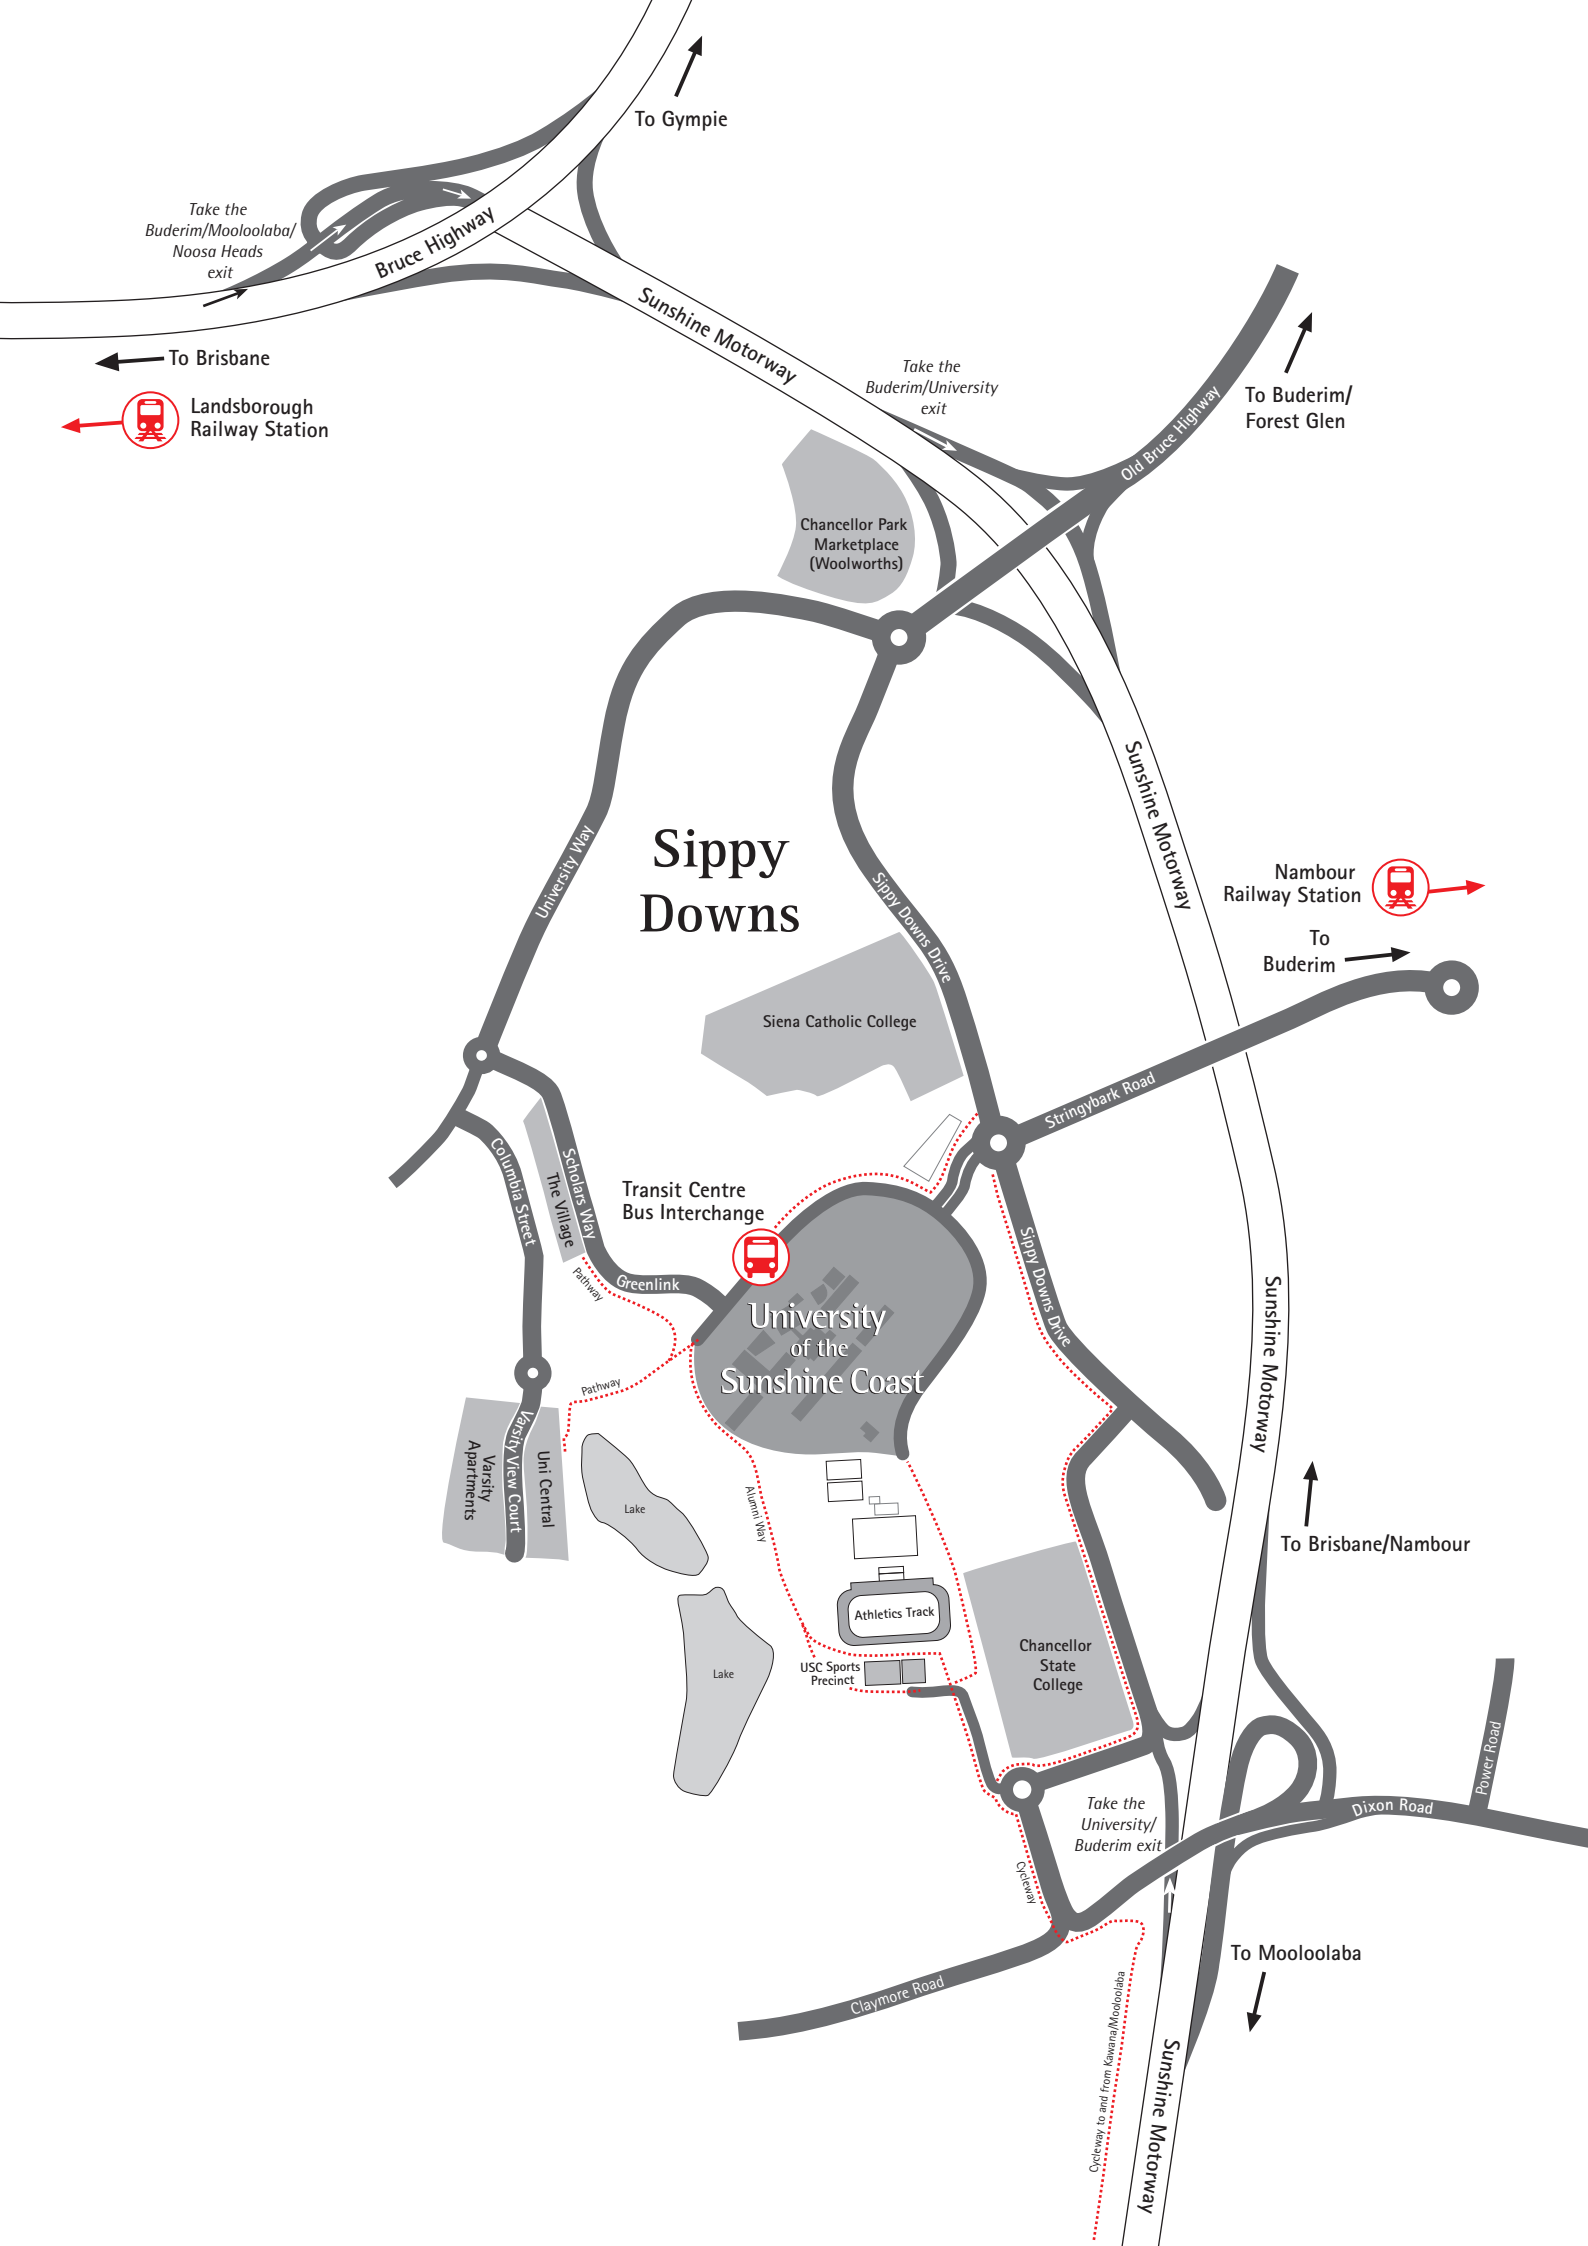 To Gympie
Take the
Buderim/Mooloolaba/
Noosa Heads
exit
Bruce Highway
To Brisbane
Landsborough
Railway Station
Sunshine Motorway
Take the
Buderim/University
exit
Old Bruce Highway
To Buderim/
Forest Glen
Chancellor Park
Marketplace
(Woolworths)
Sunshine Motorway
University Way
Sippy
Downs
Sippy Downs Drive
Nambour
Railway Station
To
Buderim
Siena Catholic College
Stringybark Road
Columbia Street
The Village
Scholars Way
Transit Centre
Bus Interchange
Pathway
Greenlink
University
of the
Sunshine Coast
Sippy Downs Drive
Sunshine Motorway
Pathway
Varsity
Apartments
Varsity View Court
Uni Central
Lake
Alumni Way
To Brisbane/Nambour
Athletics Track
Lake
USC Sports
Precinct
Chancellor
State
College
Power Road
Dixon Road
Take the
University/
Buderim exit
Cycleway
To Mooloolaba
Claymore Road
Cycleway to and from Kawana/Mooloolaba
Sunshine Motorway